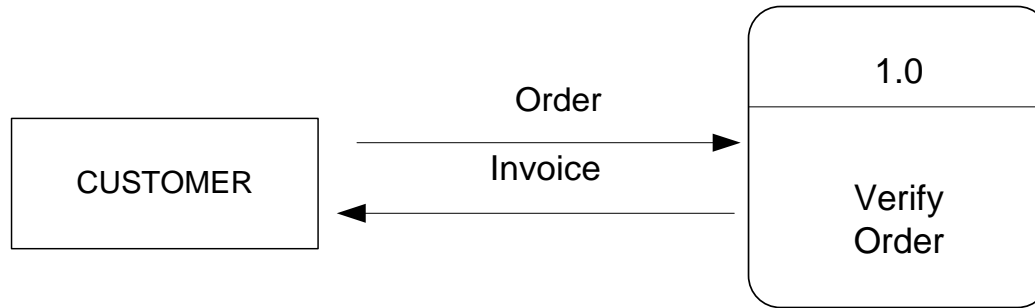 1.0
Order
Invoice
CUSTOMER
Verify
Order